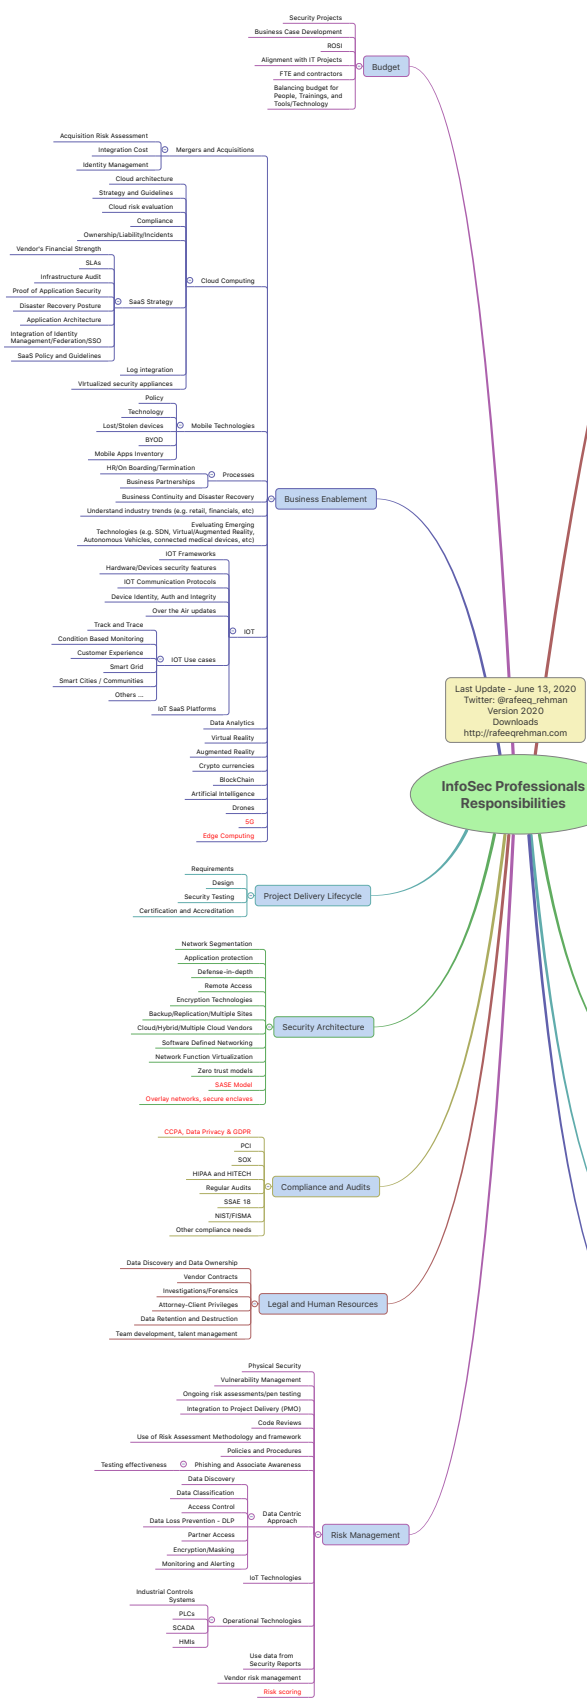 Security Projects
Business Case Development
ROSI
Alignment with IT Projects
FTE and contractors
Balancing budget for
People, Trainings, and
Tools/Technology
Budget
Acquisition Risk Assessment
Integration Cost
Identity Management
Mergers and Acquisitions
Cloud architecture
Strategy and Guidelines
Cloud risk evaluation
Compliance
Ownership/Liability/Incidents
Vendor's Financial Strength
SLAs
Infrastructure Audit
Proof of Application Security
Disaster Recovery Posture
Application Architecture
Integration of Identity
Management/Federation/SSO
SaaS Policy and Guidelines
SaaS Strategy
Log integration
Virtualized security appliances
Cloud Computing
Policy
Technology
Lost/Stolen devices
BYOD
Mobile Apps Inventory
Mobile Technologies
HR/On Boarding/Termination
Business Partnerships
Processes
Business Continuity and Disaster Recovery
Understand industry trends (e.g. retail, financials, etc)
Evaluating Emerging
Technologies (e.g. SDN, Virtual/Augmented Reality,
Autonomous Vehicles, connected medical devices, etc)
Business Enablement
IOT Frameworks
Hardware/Devices security features
IOT Communication Protocols
Device Identity, Auth and Integrity
Over the Air updates
Track and Trace
Condition Based Monitoring
Customer Experience
Smart Grid
Smart Cities / Communities
Others ...
IOT Use cases
IoT SaaS Platforms
IOT
Data Analytics
Virtual Reality
Augmented Reality
Crypto currencies
BlockChain
Artificial Intelligence
Drones
5G
Edge Computing
Last Update - June 13, 2020
Twitter: @rafeeq_rehman
Version 2020
Downloads
http://rafeeqrehman.com
InfoSec Professionals
Responsibilities
Requirements
Design
Security Testing
Certification and Accreditation
Project Delivery Lifecycle
Network Segmentation
Application protection
Defense-in-depth
Remote Access
Encryption Technologies
Backup/Replication/Multiple Sites
Cloud/Hybrid/Multiple Cloud Vendors
Software Defined Networking
Network Function Virtualization
Zero trust models
SASE Model
Overlay networks, secure enclaves
Security Architecture
CCPA, Data Privacy & GDPR
PCI
SOX
HIPAA and HITECH
Regular Audits
SSAE 18
NIST/FISMA
Other compliance needs
Compliance and Audits
Data Discovery and Data Ownership
Vendor Contracts
Investigations/Forensics
Attorney-Client Privileges
Data Retention and Destruction
Team development, talent management
Legal and Human Resources
Physical Security
Vulnerability Management
Ongoing risk assessments/pen testing
Integration to Project Delivery (PMO)
Code Reviews
Use of Risk Assessment Methodology and framework
Policies and Procedures
Testing effectiveness
Phishing and Associate Awareness
Data Discovery
Data Classification
Access Control
Data Loss Prevention - DLP
Partner Access
Encryption/Masking
Monitoring and Alerting
Data Centric
Approach
IoT Technologies
Industrial Controls
Systems
PLCs
SCADA
HMIs
Operational Technologies
Use data from
Security Reports
Vendor risk management
Risk scoring
Risk Management